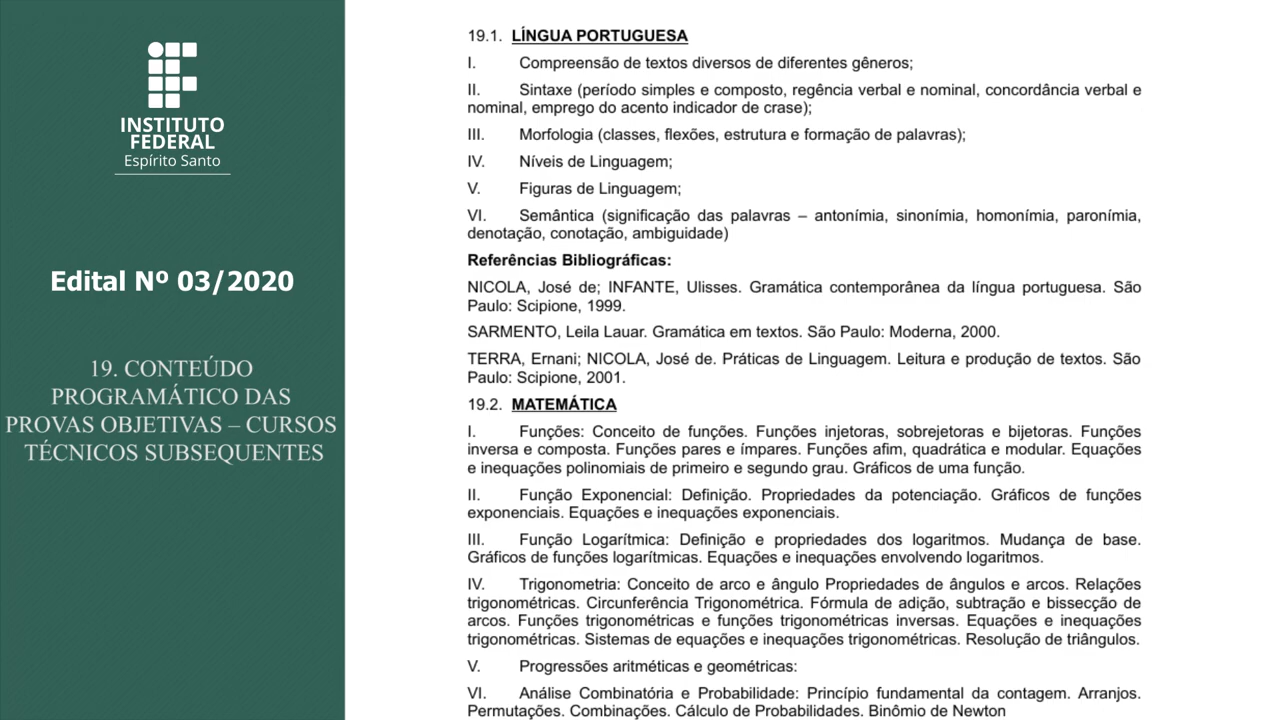 INSTITUTO
FEDERAL
Espírito Santo
Edital Nº 03/2020
19. CONTEÚDO
PROGRAMÁTICO DAS
PROVAS OBJETIVAS – CURSOS
TÉCNICOS SUBSEQUENTES
19.1. LÍNGUA PORTUGUESA
I. Compreensão de textos diversos de diferentes gêneros;
II. Sintaxe (período simples e composto, regência verbal e nominal, concordância verbal e
nominal, emprego do acento indicador de crase);
III. Morfologia (classes, flexões, estrutura e formação de palavras);
IV. Níveis de Linguagem;
V. Figuras de Linguagem;
VI. Semântica (significação das palavras – antonímia, sinonímia, homonímia, paronímia,
denotação, conotação, ambiguidade)
Referências Bibliográficas:
NICOLA, José de; INFANTE, Ulisses. Gramática contemporânea da língua portuguesa. São
Paulo: Scipione, 1999.
SARMENTO, Leila Lauar. Gramática em textos. São Paulo: Moderna, 2000.
TERRA, Ernani; NICOLA, José de. Práticas de Linguagem. Leitura e produção de textos. São
Paulo: Scipione, 2001.
19.2. MATEMÁTICA
I. Funções: Conceito de funções. Funções injetoras, sobrejetoras e bijetoras. Funções
inversa e composta. Funções pares e ímpares. Funções afim, quadrática e modular. Equações
e inequações polinomiais de primeiro e segundo grau. Gráficos de uma função.
II. Função Exponencial: Definição. Propriedades da potenciação. Gráficos de funções
exponenciais. Equações e inequações exponenciais.
III. Função Logarítmica: Definição e propriedades dos logaritmos. Mudança de base.
Gráficos de funções logarítmicas. Equações e inequações envolvendo logaritmos.
IV. Trigonometria: Conceito de arco e ângulo Propriedades de ângulos e arcos. Relações
trigonométricas. Circunferência Trigonométrica. Fórmula de adição, subtração e bissecção de
arcos. Funções trigonométricas e funções trigonométricas inversas. Equações e inequações
trigonométricas. Sistemas de equações e inequações trigonométricas. Resolução de triângulos.
V. Progressões aritméticas e geométricas:
VI. Análise Combinatória e Probabilidade: Princípio fundamental da contagem. Arranjos.
Permutações. Combinações. Cálculo de Probabilidades. Binômio de Newton